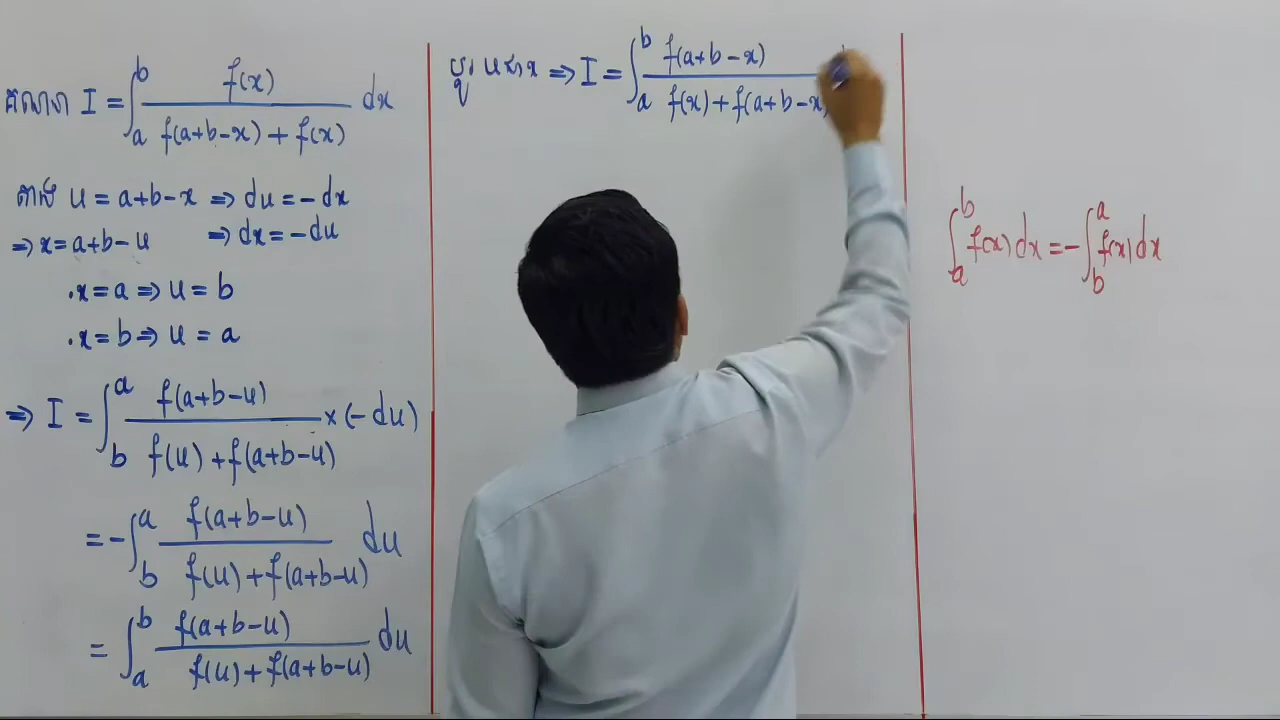 គណនា I = ∫_a^b f(x) / (f(a+b-x) + f(x)) dx
តាង u = a+b-x ⇒ du = -dx
⇒ x = a+b-u ⇒ dx = -du
. x = a ⇒ u = b
. x = b ⇒ u = a
⇒ I = ∫_b^a f(a+b-u) / (f(u) + f(a+b-u)) × (-du)
= -∫_b^a f(a+b-u) / (f(u) + f(a+b-u)) du
= ∫_a^b f(a+b-u) / (f(u) + f(a+b-u)) du
ប្ដូរ u ជា x ⇒ I = ∫_a^b f(a+b-x) / (f(x) + f(a+b-x)
∫_a^b f(x) dx = -∫_b^a f(x) dx